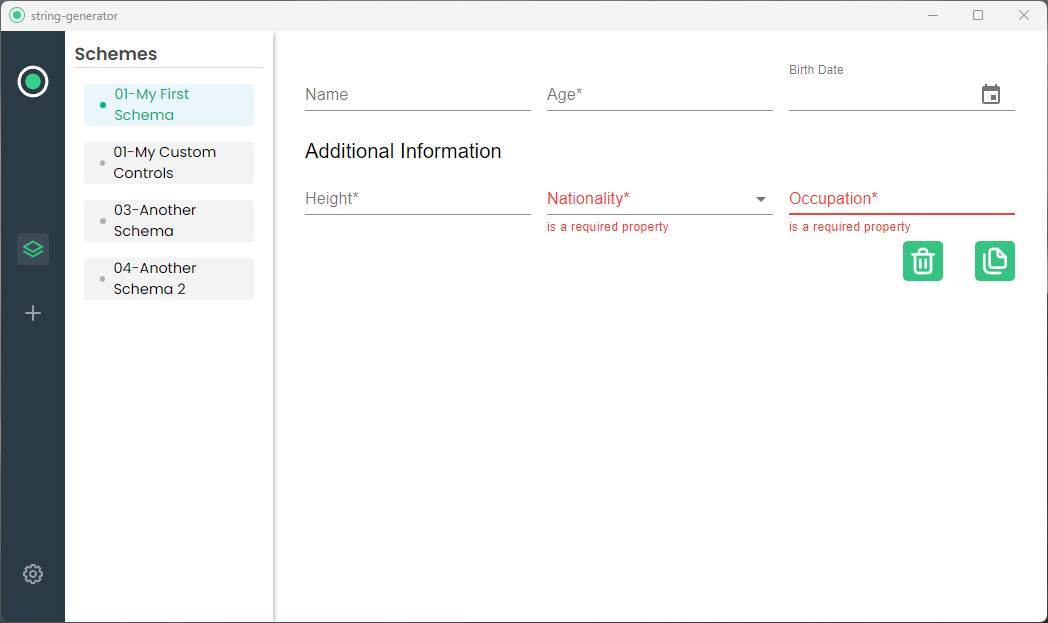 string-generator
Schemes
01-My First
Schema
01-My Custom
Controls
03-Another
Schema
04-Another
Schema 2
Birth Date
Name
Age*
Additional Information
Height*
Nationality*
Occupation*
is a required property
is a required property